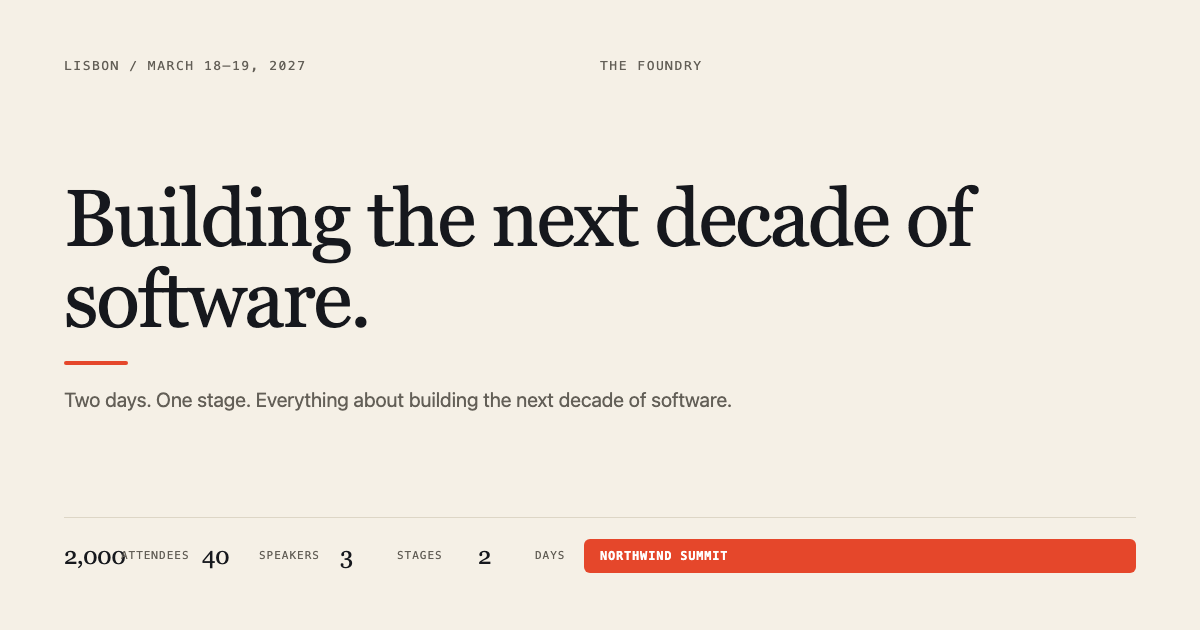 LISBON / MARCH 18–19, 2027
THE FOUNDRY
Building the next decade of
software.
Two days. One stage. Everything about building the next decade of software.
2,000 ATTENDEES 40 SPEAKERS 3 STAGES 2 DAYS NORTHWIND SUMMIT